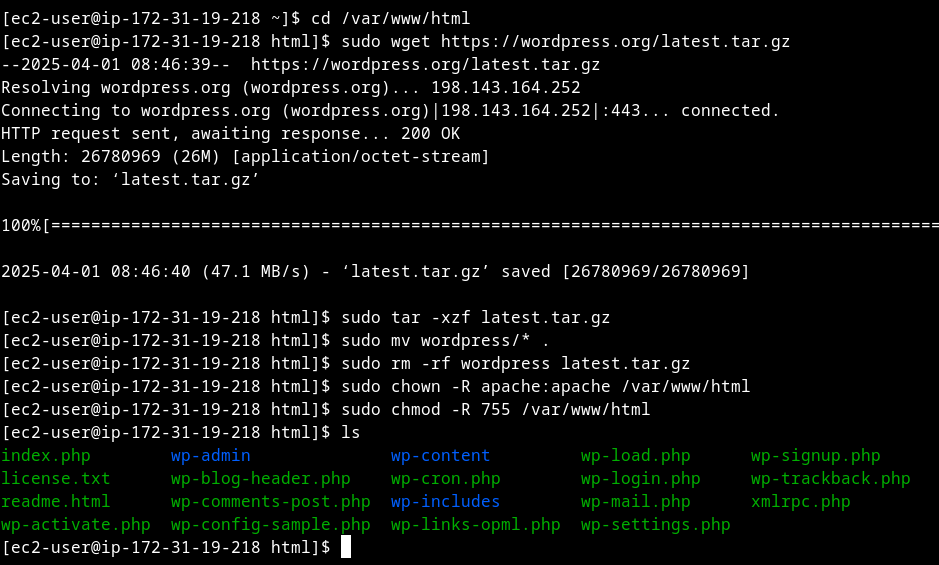 [ec2-user@ip-172-31-19-218 ~]$ cd /var/www/html
[ec2-user@ip-172-31-19-218 html]$ sudo wget https://wordpress.org/latest.tar.gz
--2025-04-01 08:46:39--  https://wordpress.org/latest.tar.gz
Resolving wordpress.org (wordpress.org)... 198.143.164.252
Connecting to wordpress.org (wordpress.org)|198.143.164.252|:443... connected.
HTTP request sent, awaiting response... 200 OK
Length: 26780969 (26M) [application/octet-stream]
Saving to: ‘latest.tar.gz’

100%[=========================================================================================

2025-04-01 08:46:40 (47.1 MB/s) - ‘latest.tar.gz’ saved [26780969/26780969]

[ec2-user@ip-172-31-19-218 html]$ sudo tar -xzf latest.tar.gz
[ec2-user@ip-172-31-19-218 html]$ sudo mv wordpress/* .
[ec2-user@ip-172-31-19-218 html]$ sudo rm -rf wordpress latest.tar.gz
[ec2-user@ip-172-31-19-218 html]$ sudo chown -R apache:apache /var/www/html
[ec2-user@ip-172-31-19-218 html]$ sudo chmod -R 755 /var/www/html
[ec2-user@ip-172-31-19-218 html]$ ls
index.php        wp-admin              wp-content         wp-load.php      wp-signup.php
license.txt      wp-blog-header.php    wp-cron.php        wp-login.php     wp-trackback.php
readme.html      wp-comments-post.php  wp-includes        wp-mail.php      xmlrpc.php
wp-activate.php  wp-config-sample.php  wp-links-opml.php  wp-settings.php
[ec2-user@ip-172-31-19-218 html]$